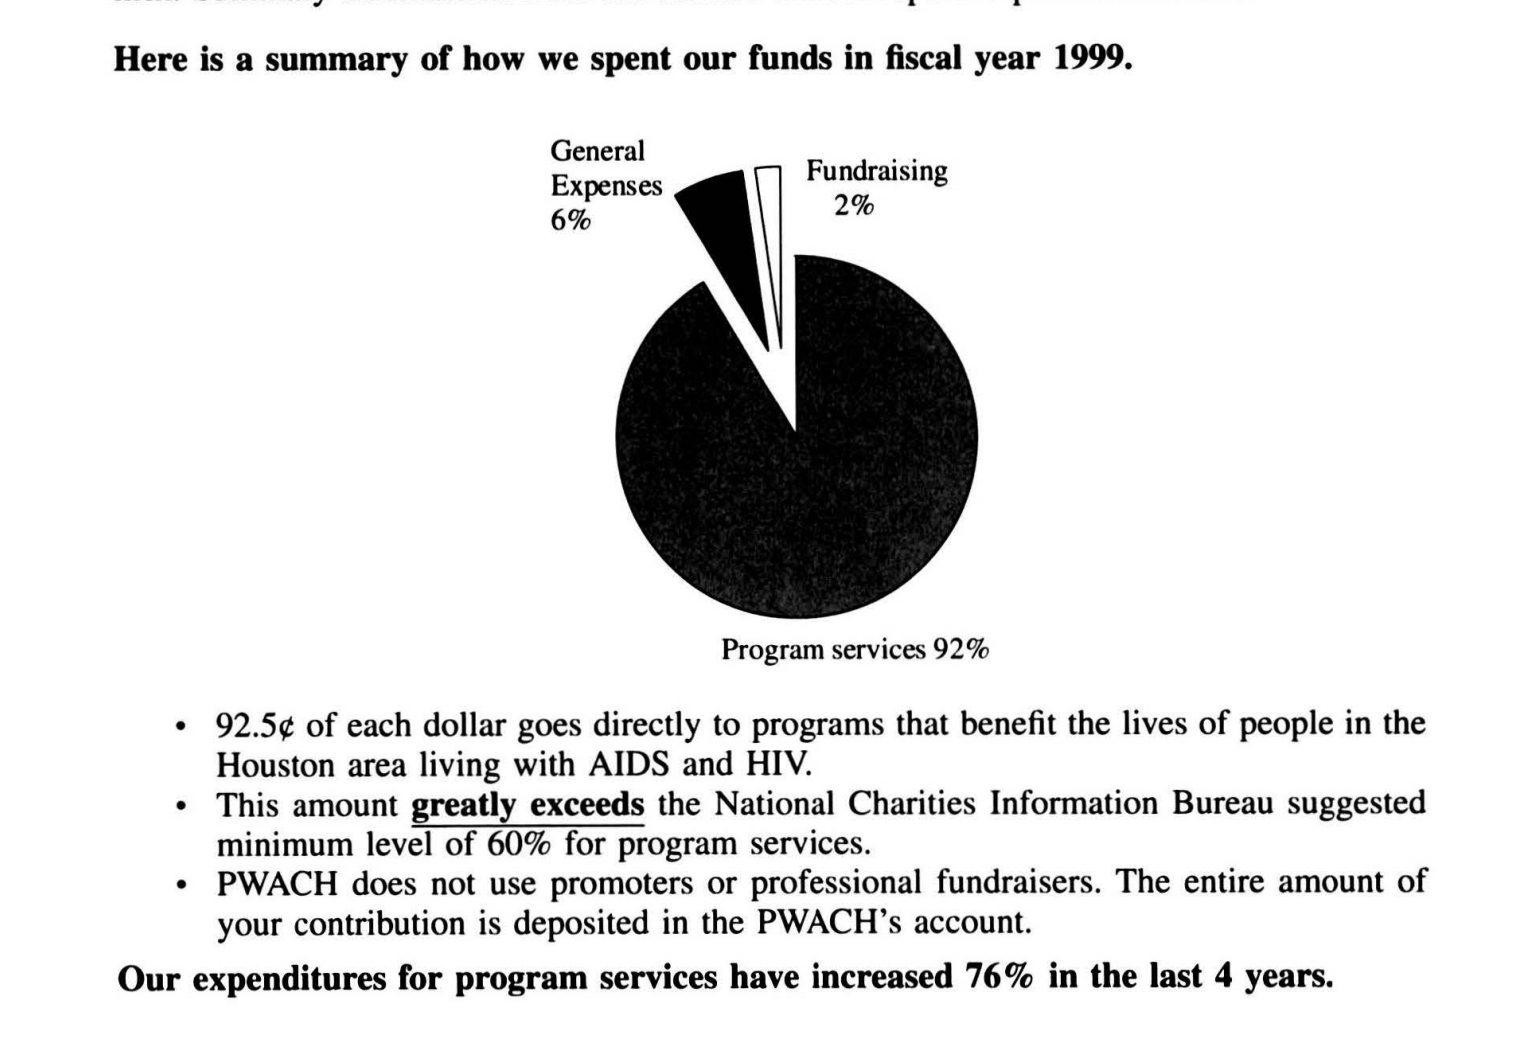 Here is a summary of how we spent our funds in fiscal year 1999.
General
Expenses
6%
Fundraising
2%
Program services 92%
• 92.5¢ of each dollar goes directly to programs that benefit the lives of people in the
Houston area living with AIDS and HIV.
• This amount greatly exceeds the National Charities Information Bureau suggested
minimum level of 60% for program services.
• PWACH does not use promoters or professional fundraisers. The entire amount of
your contribution is deposited in the PWACH’s account.
Our expenditures for program services have increased 76% in the last 4 years.